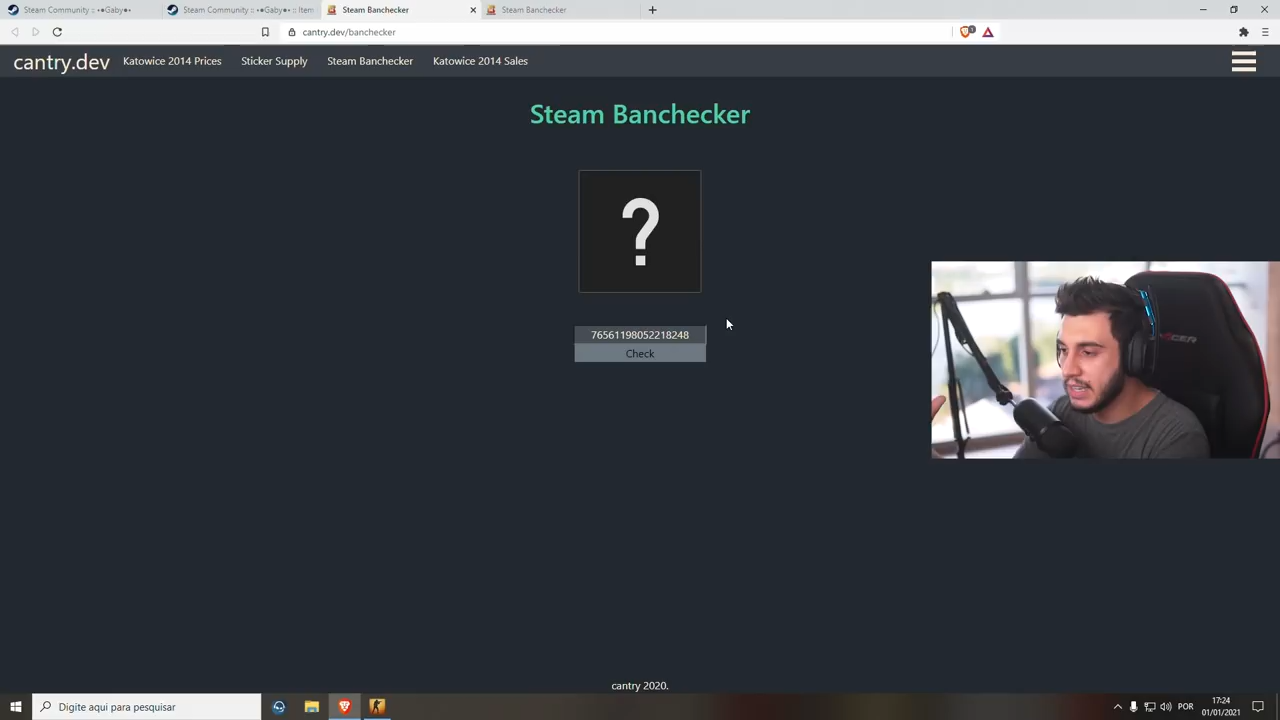 Steam Community :: •●Gaby●•
Steam Community :: •●Gaby●• :: Item
Steam Banchecker
Steam Banchecker
cantry.dev/banchecker
cantry.dev
Katowice 2014 Prices
Sticker Supply
Steam Banchecker
Katowice 2014 Sales
Steam Banchecker
?
76561198052218248
Check
cantry 2020.
Digite aqui para pesquisar
POR
17:24
01/01/2021